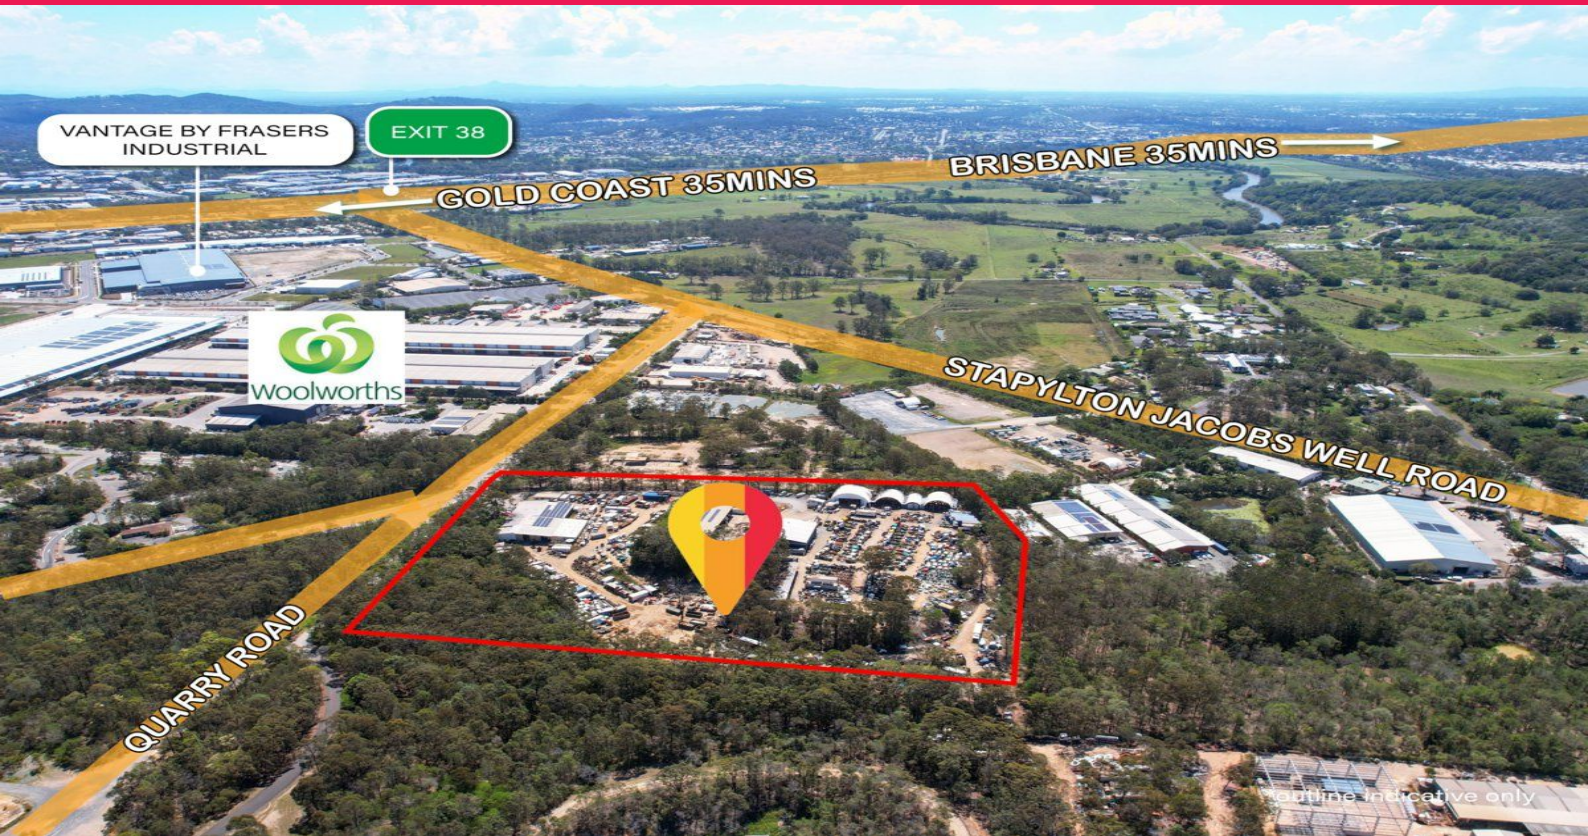 VANTAGE BY FRASERS
INDUSTRIAL
EXIT 38
GOLD COAST 35MINS
BRISBANE 35MINS
Woolworths
STAPYLTON JACOBS WELL ROAD
QUARRY ROAD
outline indicative only